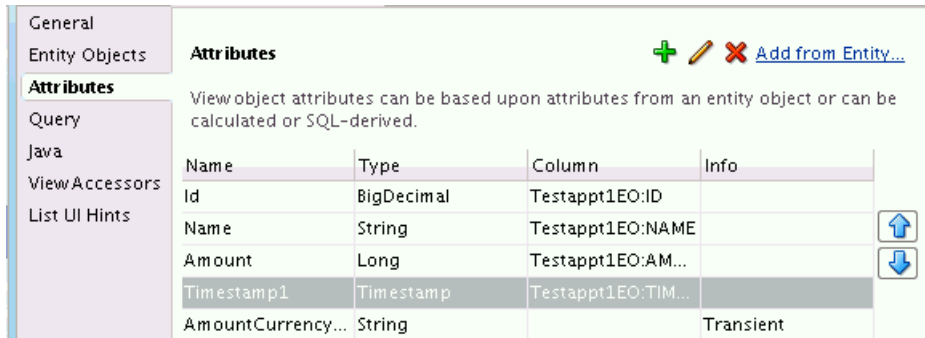 General
Entity Objects
Attributes
Query
Java
View Accessors
List UI Hints
Attributes
Add from Entity...
View object attributes can be based upon attributes from an entity object or can be
calculated or SQL-derived.
Name Type Column Info
Id BigDecimal Testappt1EO:ID
Name String Testappt1EO:NAME
Amount Long Testappt1EO:AM...
Timestamp1 Timestamp Testappt1EO:TIM...
AmountCurrency... String Transient